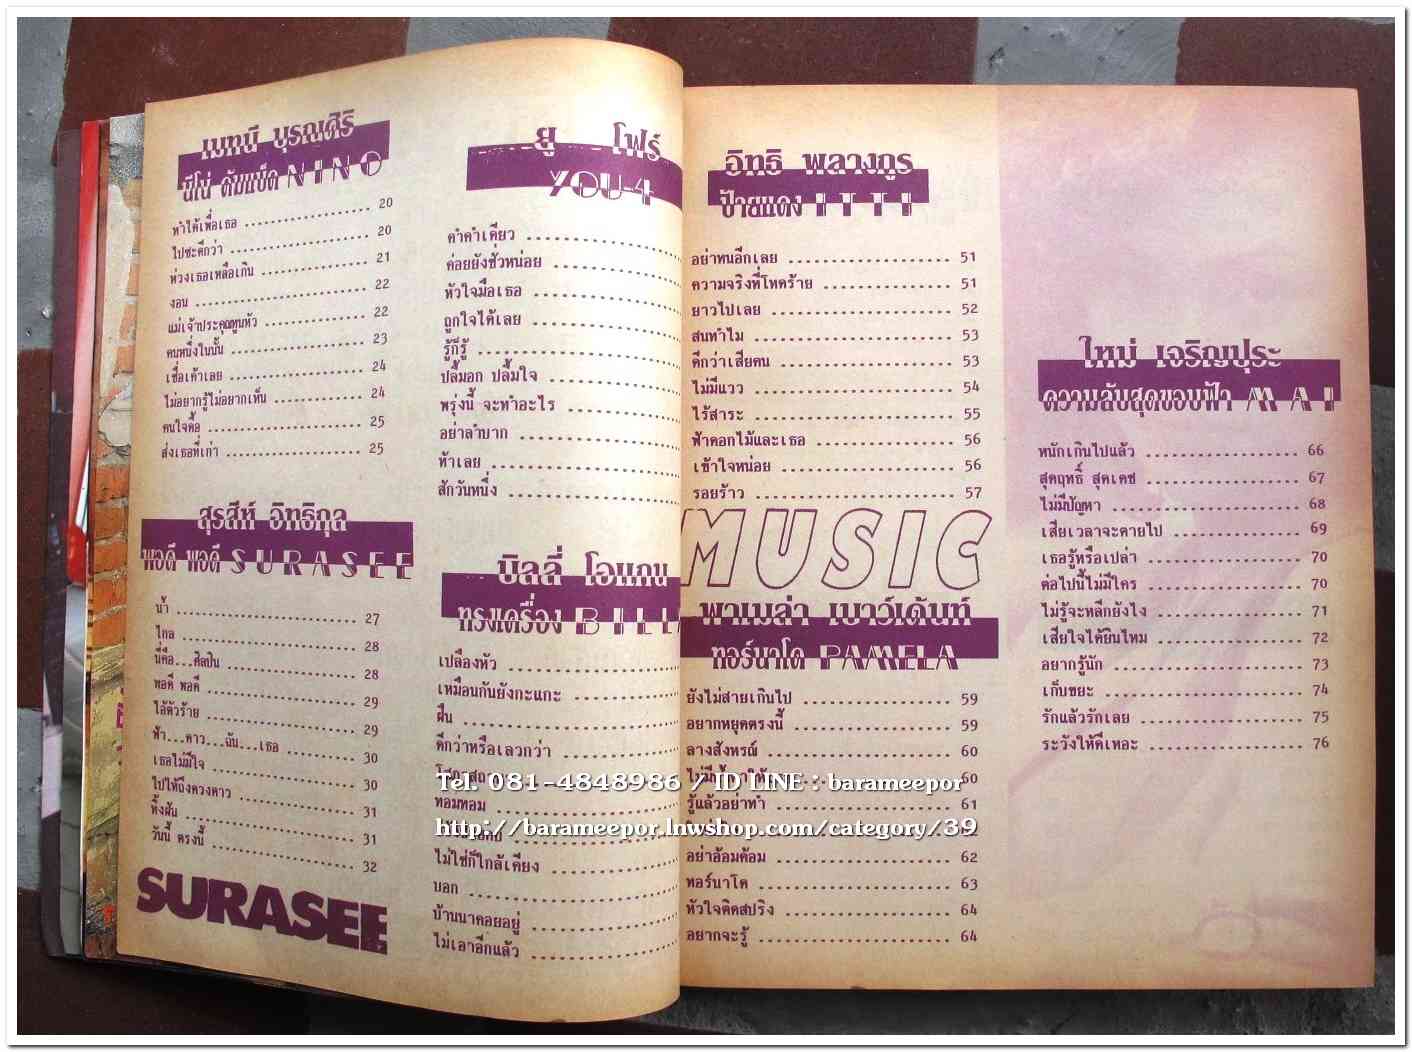 เมทนี บุรณศิริ
นีโน่ ดับแบ็ด NINO
ทำได้เพื่อเธอ 20
ไปซะดีกว่า 20
ห่วงเธอเหลือเกิน 21
งอน 22
แม่เจ้าประคุณทูนหัว 22
คนหนึ่งในนั้น 23
เชื่อเค้าเลย 24
ไม่อยากรู้ไม่อยากเห็น 24
คนใจดื้อ 25
ส่งเธอที่เก่า 25
สุรสีห์ อิทธิกุล
พอดี พอดี SURASEE
น้ำ 27
ไกล 28
นี่คือ...ศิลปิน 28
พอดี พอดี 29
ไอ้ตัวร้าย 29
ฟ้า...ดาว...ฉัน...เธอ 30
เธอไม่มีใจ 30
ไปให้ถึงดวงดาว 31
ทิ้งฝัน 31
วันนี้ ตรงนี้ 32
SURASEE
ยู โฟร์
YOU-4
คำคำเดียว
ค่อยยังชั่วหน่อย
หัวใจมือเธอ
ถูกใจได้เลย
รู้ก็รู้
ปลื้มอก ปลื้มใจ
พรุ่งนี้ จะทำอะไร
อย่าลำบาก
ท้าเลย
สักวันหนึ่ง
บิลลี่ โอแกน
ทรงเครื่อง
เปลืองหัว
เหมือนกันยังกะแกะ
ฝืน
ดีกว่าหรือเลวกว่า
ทอมทอม
ไม่ใช่ก็ใกล้เคียง
บอก
บ้านนาคอยอยู่
ไม่เอาอีกแล้ว
อิทธิ พลางกูร
ป้ายแดง ITTI
อย่าทนอีกเลย 51
ความจริงที่โหดร้าย 51
ยาวไปเลย 52
สนทำไม 53
ดีกว่าเสียคน 53
ไม่มีแวว 54
ไร้สาระ 55
ฟ้าดอกไม้และเธอ 56
เข้าใจหน่อย 56
รอยร้าว 57
MUSIC
พาเมล่า เบาว์เด้นท์
ทอร์นาโด PAMELA
ยังไม่สายเกินไป 59
อยากหยุดตรงนี้ 59
ลางสังหรณ์ 60
60
รู้แล้วอย่าทำ 61
อย่าอ้อมค้อม 62
ทอร์นาโด 63
หัวใจติดสปริง 64
อยากจะรู้ 64
ใหม่ เจริญปุระ
ความลับสุดขอบฟ้า MAI
หนักเกินไปแล้ว 66
สุดฤทธิ์ สุดเดช 67
ไม่มีปัญหา 68
เสียเวลาจะตายไป 69
เธอรู้หรือเปล่า 70
ต่อไปนี้ไม่มีใคร 70
ไม่รู้จะหลีกยังไง 71
เสียใจได้ยินไหม 72
อยากรู้นัก 73
เก็บขยะ 74
รักแล้วรักเลย 75
ระวังให้ดีเหอะ 76
Tel. 081-4848986 / ID LINE : barameepor
http://barameepor.lnwshop.com/category/39